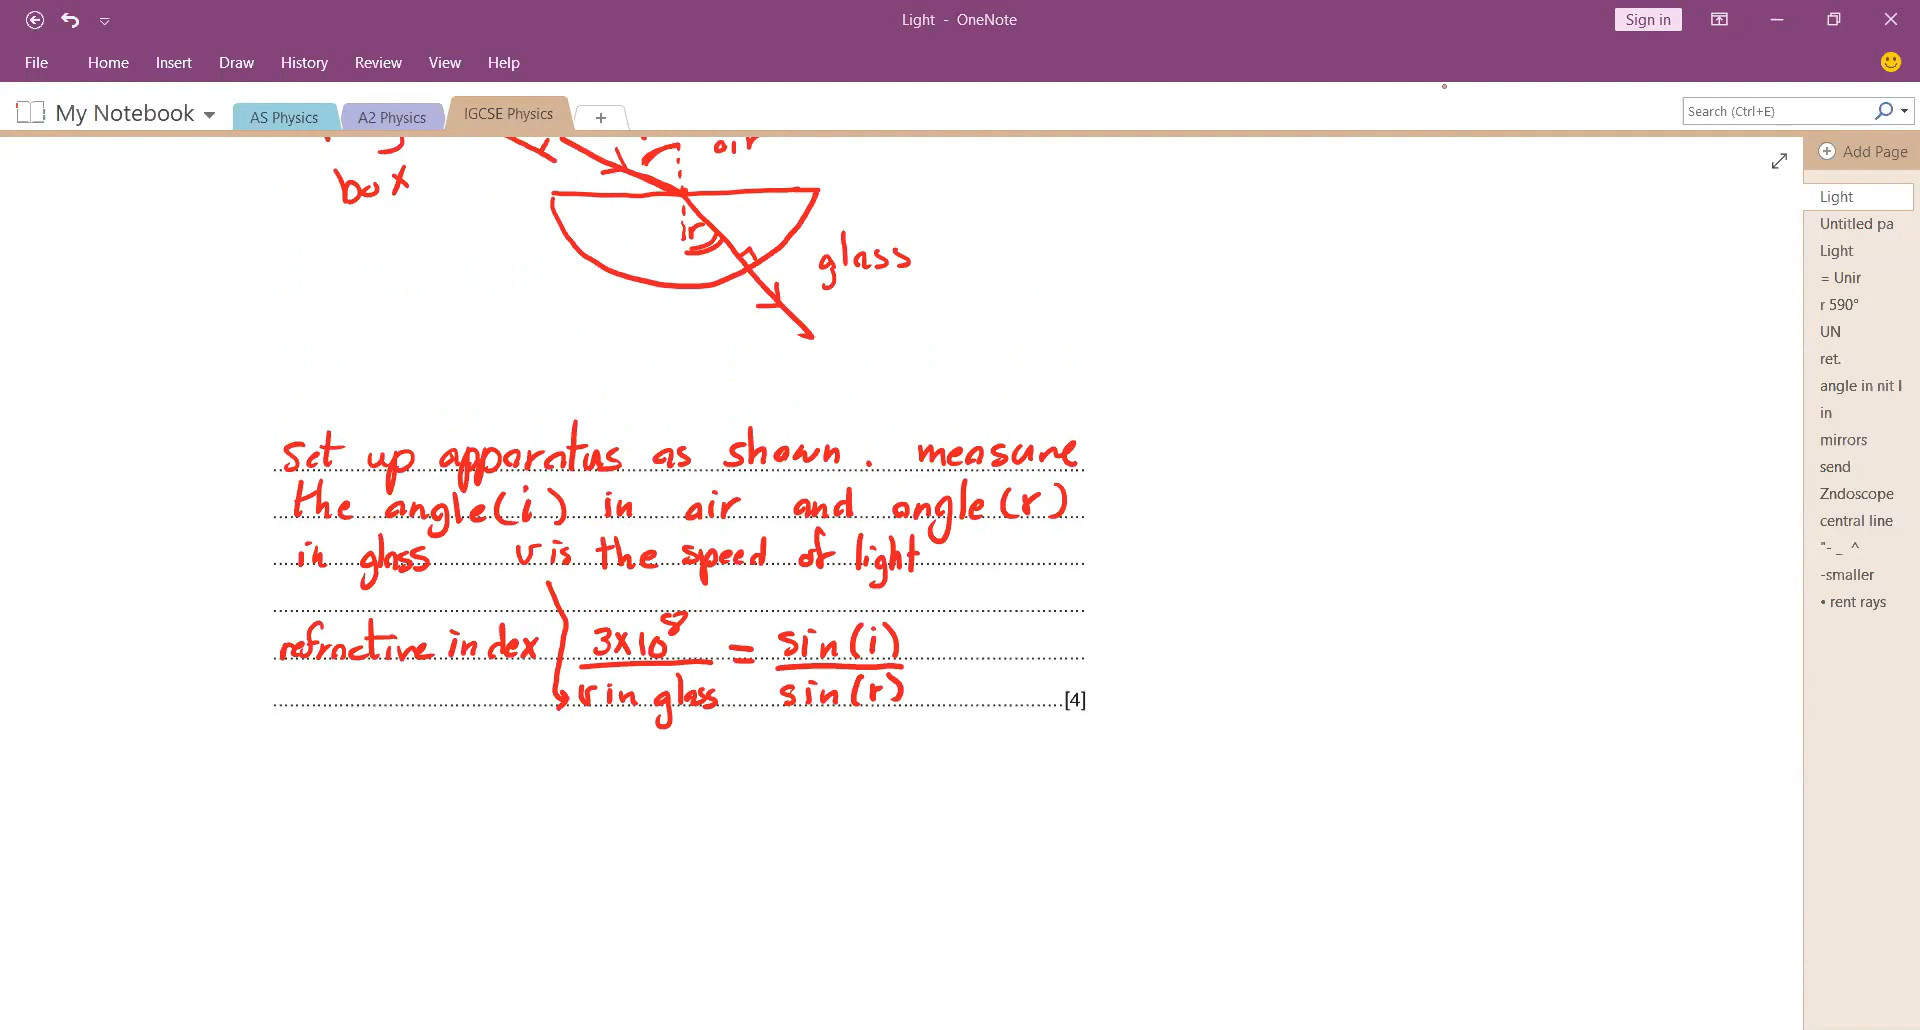 Light - OneNote
Sign in
File Home Insert Draw History Review View Help
My Notebook AS Physics A2 Physics IGCSE Physics +
Search (Ctrl+E)
Add Page
Light
Untitled pa
Light
= Unir
r 590°
UN
ret.
angle in nit I
in
mirrors
send
Zndoscope
central line
"- _ ^
-smaller
• rent rays
air
box
r
glass
set up apparatus as shown. measure
the angle(i) in air and angle(r)
in glass v is the speed of light
refractive index 3x10⁸ / v in glass = sin(i) / sin(r)
[4]